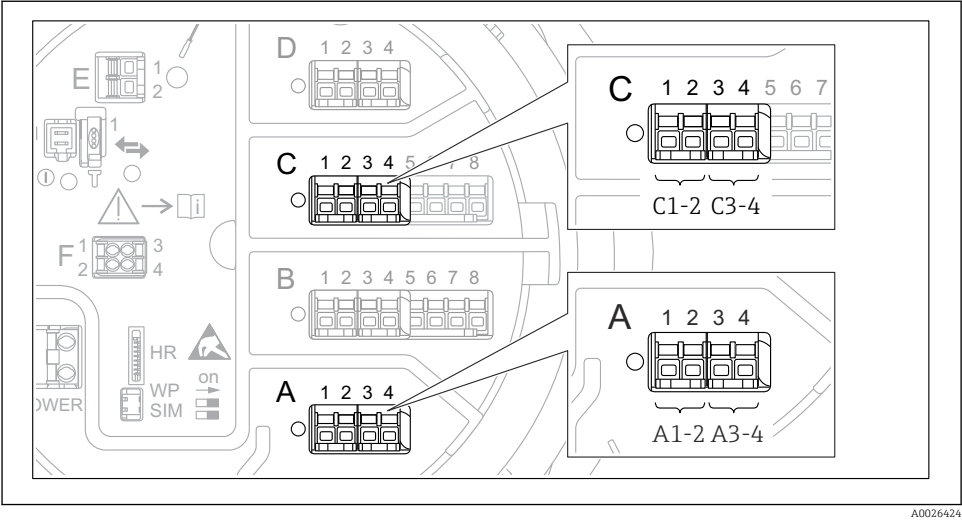 D 1 2 3 4
E 1
2
1
C 1 2 3 4 5 6 7 8
F 1 3
2 4
B 1 2 3 4 5 6 7 8
HR
WP
SIM
on
OWER
A 1 2 3 4
C 1 2 3 4 5 6 7
C1-2 C3-4
A 1 2 3 4
A1-2 A3-4
A0026424